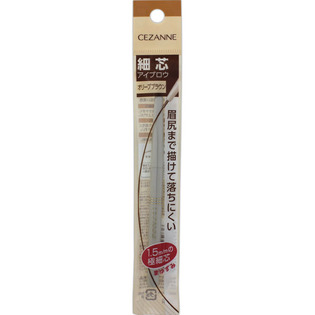 CEZANNE
細芯
アイブロウ
オリーブブラウン
眉尻まで描けて落ちにくい
1.5mmの
極細芯